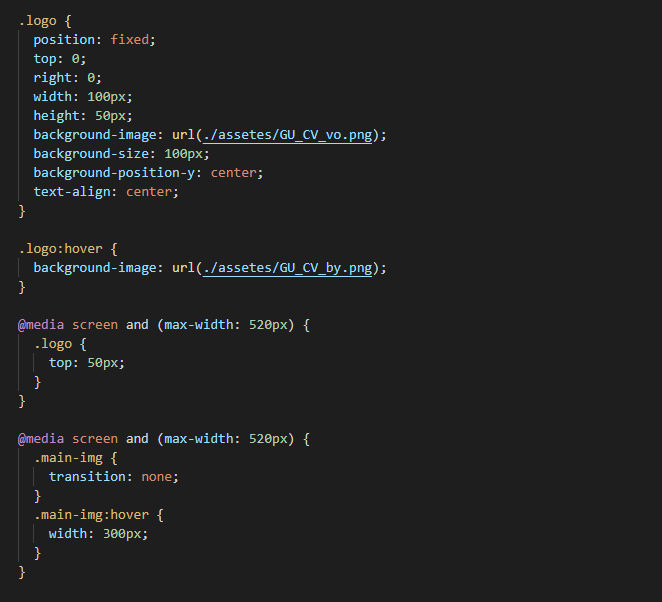 .logo {
  position: fixed;
  top: 0;
  right: 0;
  width: 100px;
  height: 50px;
  background-image: url(./assetes/GU_CV_vo.png);
  background-size: 100px;
  background-position-y: center;
  text-align: center;
}

.logo:hover {
  background-image: url(./assetes/GU_CV_by.png);
}

@media screen and (max-width: 520px) {
  .logo {
    top: 50px;
  }
}

@media screen and (max-width: 520px) {
  .main-img {
    transition: none;
  }
  .main-img:hover {
    width: 300px;
  }
}